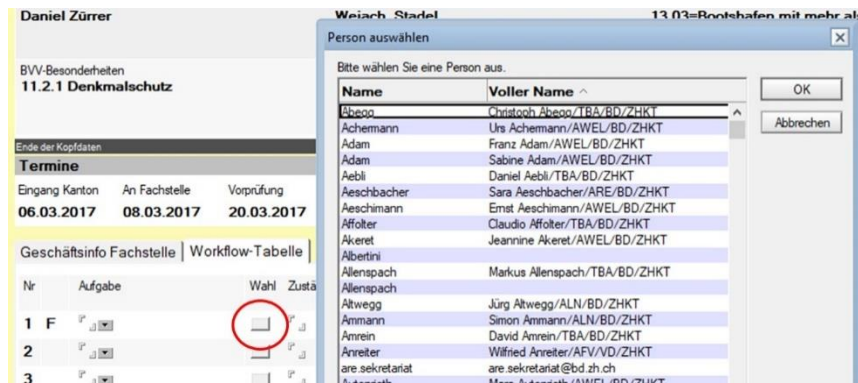 Daniel Zürrer
Weiach, Stadel
13.03=Bootshafen mit mehr als
BVV-Besonderheiten
11.2.1 Denkmalschutz
Ende der Kopfdaten
Termine
Eingang Kanton An Fachstelle Vorprüfung
06.03.2017 08.03.2017 20.03.2017
Geschäftsinfo Fachstelle Workflow-Tabelle
Nr Aufgabe Wahl Zustä
1 F
2
3
Person auswählen
Bitte wählen Sie eine Person aus.
Name Voller Name
Abegg Christoph Abegg/TBA/BD/ZHKT
Achermann Urs Achermann/AWEL/BD/ZHKT
Adam Franz Adam/AWEL/BD/ZHKT
Adam Sabine Adam/AWEL/BD/ZHKT
Aebli Daniel Aebli/TBA/BD/ZHKT
Aeschbacher Sara Aeschbacher/ARE/BD/ZHKT
Aeschimann Ernst Aeschimann/AWEL/BD/ZHKT
Affolter Claudio Affolter/TBA/BD/ZHKT
Akeret Jeannine Akeret/AWEL/BD/ZHKT
Albertini
Allenspach Markus Allenspach/TBA/BD/ZHKT
Allenspach
Altwegg Jürg Altwegg/ALN/BD/ZHKT
Ammann Simon Ammann/ALN/BD/ZHKT
Amrein David Amrein/TBA/BD/ZHKT
Anreiter Wilfried Anreiter/AFV/VD/ZHKT
are.sekretariat are.sekretariat@bd.zh.ch
OK
Abbrechen